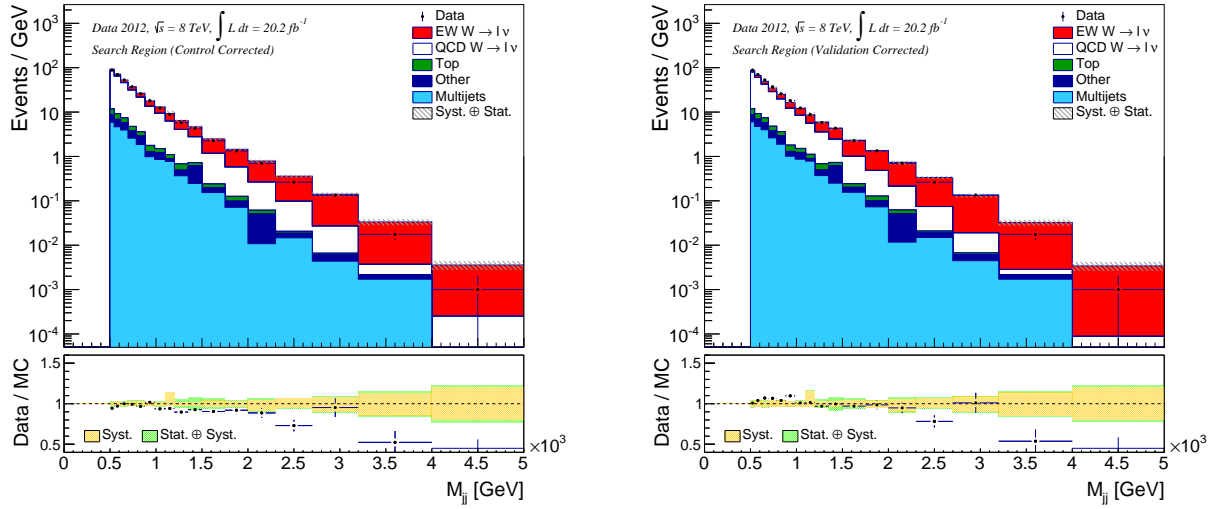 Data 2012, √s = 8 TeV, ∫ L dt = 20.2 fb⁻¹
Search Region (Control Corrected)
Data
EW W → l ν
QCD W → l ν
Top
Other
Multijets
Syst. ⊕ Stat.
Events / GeV
10³
10²
10
1
10⁻¹
10⁻²
10⁻³
10⁻⁴
Data / MC
1.5
1
0.5
Syst.
Stat. ⊕ Syst.
0 0.5 1 1.5 2 2.5 3 3.5 4 4.5 5
×10³
M_jj [GeV]
Data 2012, √s = 8 TeV, ∫ L dt = 20.2 fb⁻¹
Search Region (Validation Corrected)
Data
EW W → l ν
QCD W → l ν
Top
Other
Multijets
Syst. ⊕ Stat.
Events / GeV
10³
10²
10
1
10⁻¹
10⁻²
10⁻³
10⁻⁴
Data / MC
1.5
1
0.5
Syst.
Stat. ⊕ Syst.
0 0.5 1 1.5 2 2.5 3 3.5 4 4.5 5
×10³
M_jj [GeV]